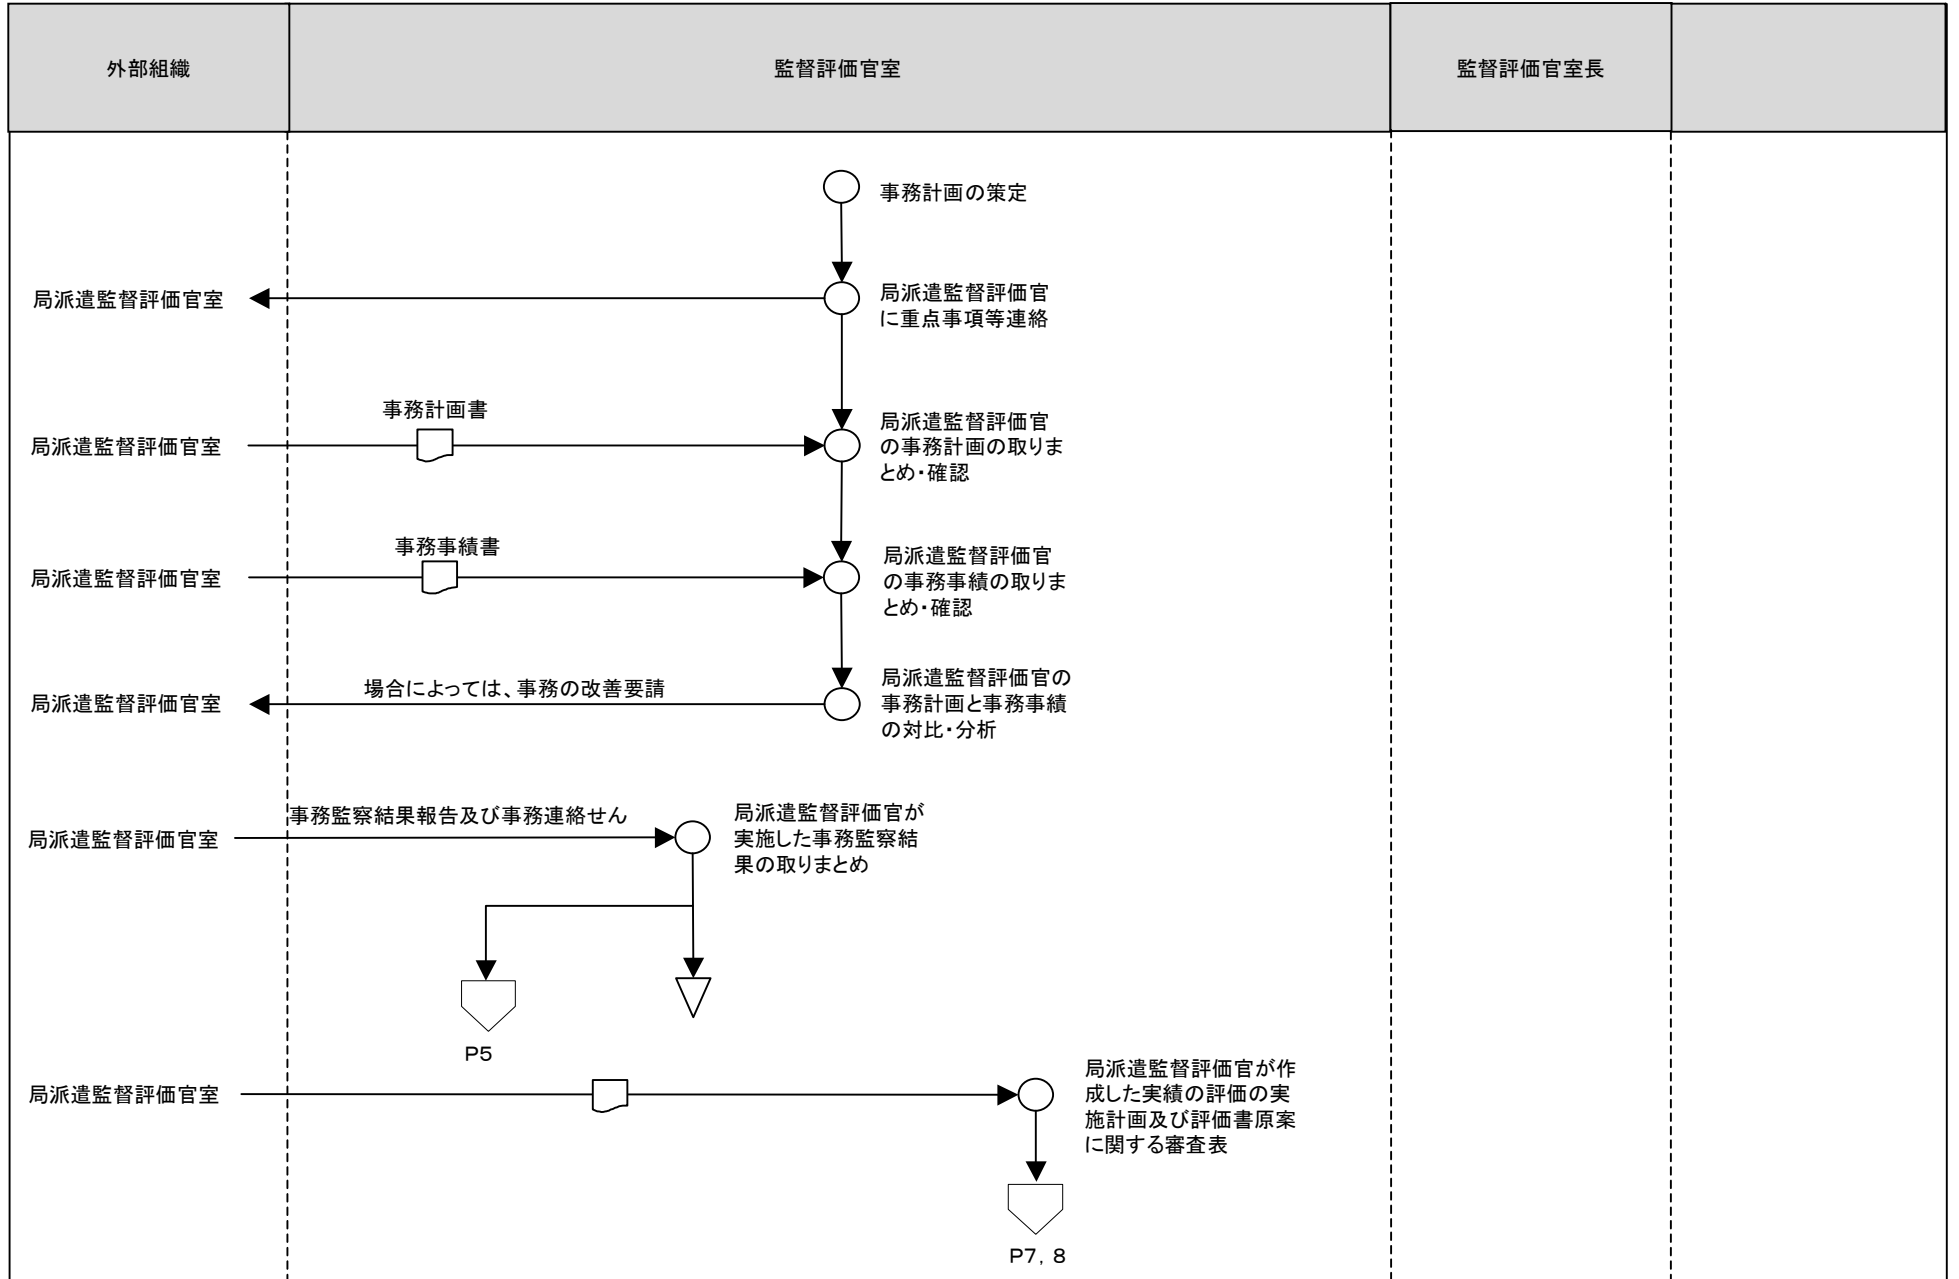 外部組織
監督評価官室
監督評価官室長
事務計画の策定
局派遣監督評価官室
局派遣監督評価官
に重点事項等連絡
事務計画書
局派遣監督評価官室
局派遣監督評価官
の事務計画の取りま
とめ・確認
事務事績書
局派遣監督評価官室
局派遣監督評価官
の事務事績の取りま
とめ・確認
場合によっては、事務の改善要請
局派遣監督評価官室
局派遣監督評価官の
事務計画と事務事績
の対比・分析
事務監察結果報告及び事務連絡せん
局派遣監督評価官室
局派遣監督評価官が
実施した事務監察結
果の取りまとめ
P5
局派遣監督評価官室
局派遣監督評価官が作
成した実績の評価の実
施計画及び評価書原案
に関する審査表
P7, 8